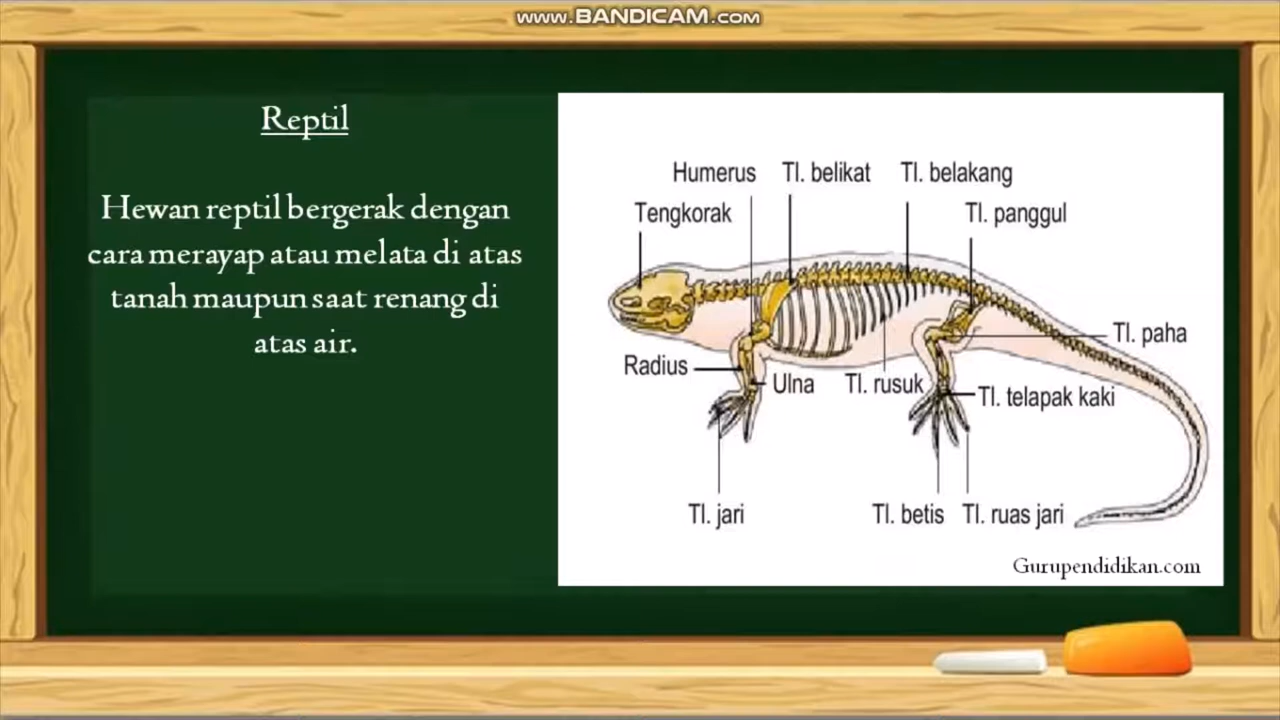 www.BANDICAM.com
Reptil
Hewan reptil bergerak dengan
cara merayap atau melata di atas
tanah maupun saat renang di
atas air.
Humerus
Tl. belikat
Tl. belakang
Tengkorak
Tl. panggul
Tl. paha
Radius
Ulna
Tl. rusuk
Tl. telapak kaki
Tl. jari
Tl. betis
Tl. ruas jari
Gurupendidikan.com